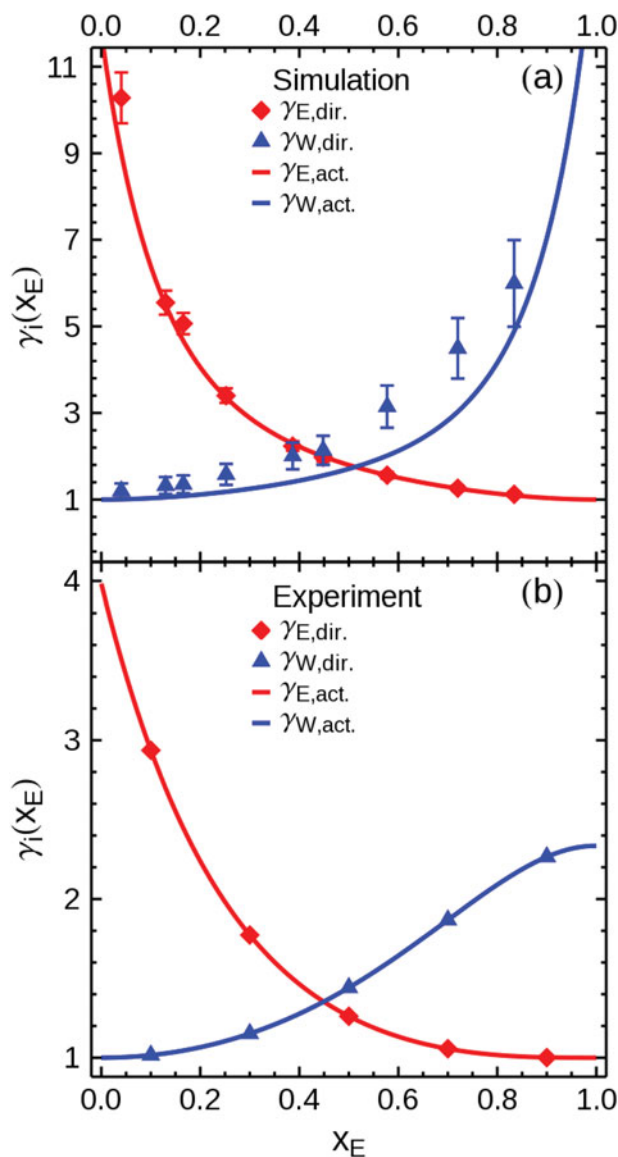 0.0 0.2 0.4 0.6 0.8 1.0
11
9
7
5
3
1
γi(xE)
Simulation
(a)
γE,dir.
γW,dir.
γE,act.
γW,act.
4
3
2
1
γi(xE)
Experiment
(b)
γE,dir.
γW,dir.
γE,act.
γW,act.
0.0 0.2 0.4 0.6 0.8 1.0
xE